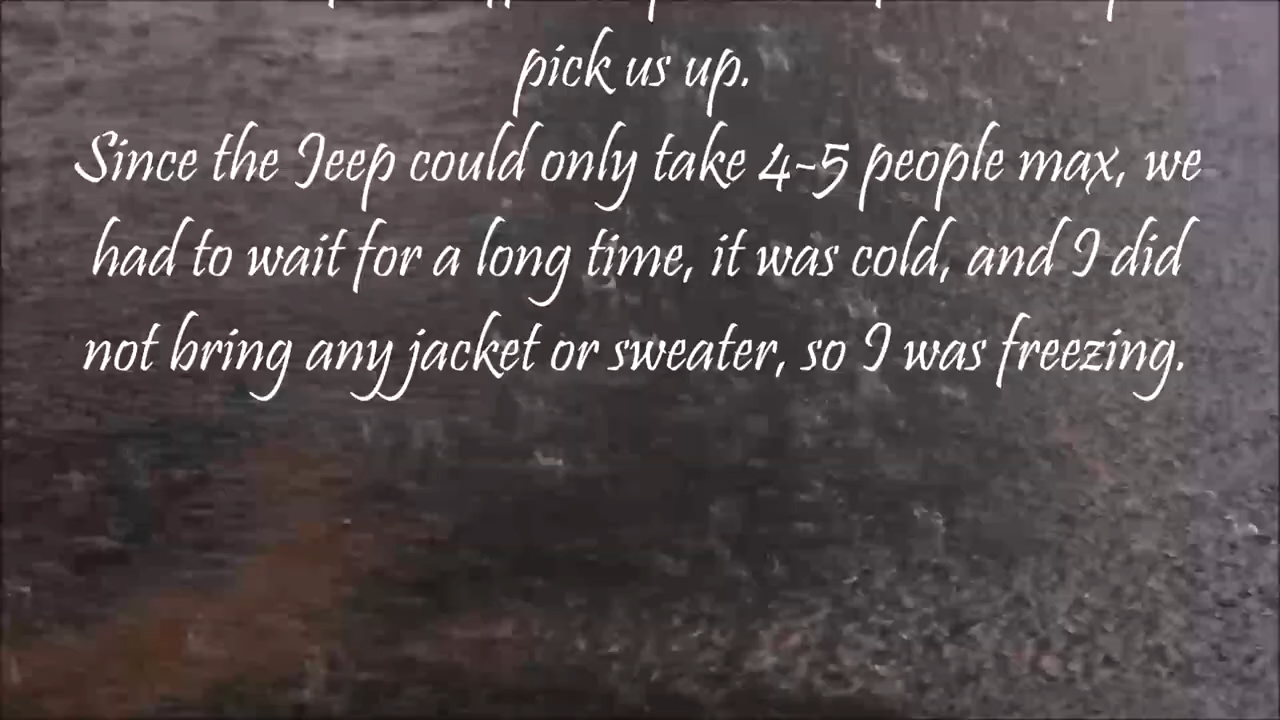 pick us up.
Since the Jeep could only take 4-5 people max, we
had to wait for a long time, it was cold, and I did
not bring any jacket or sweater, so I was freezing.